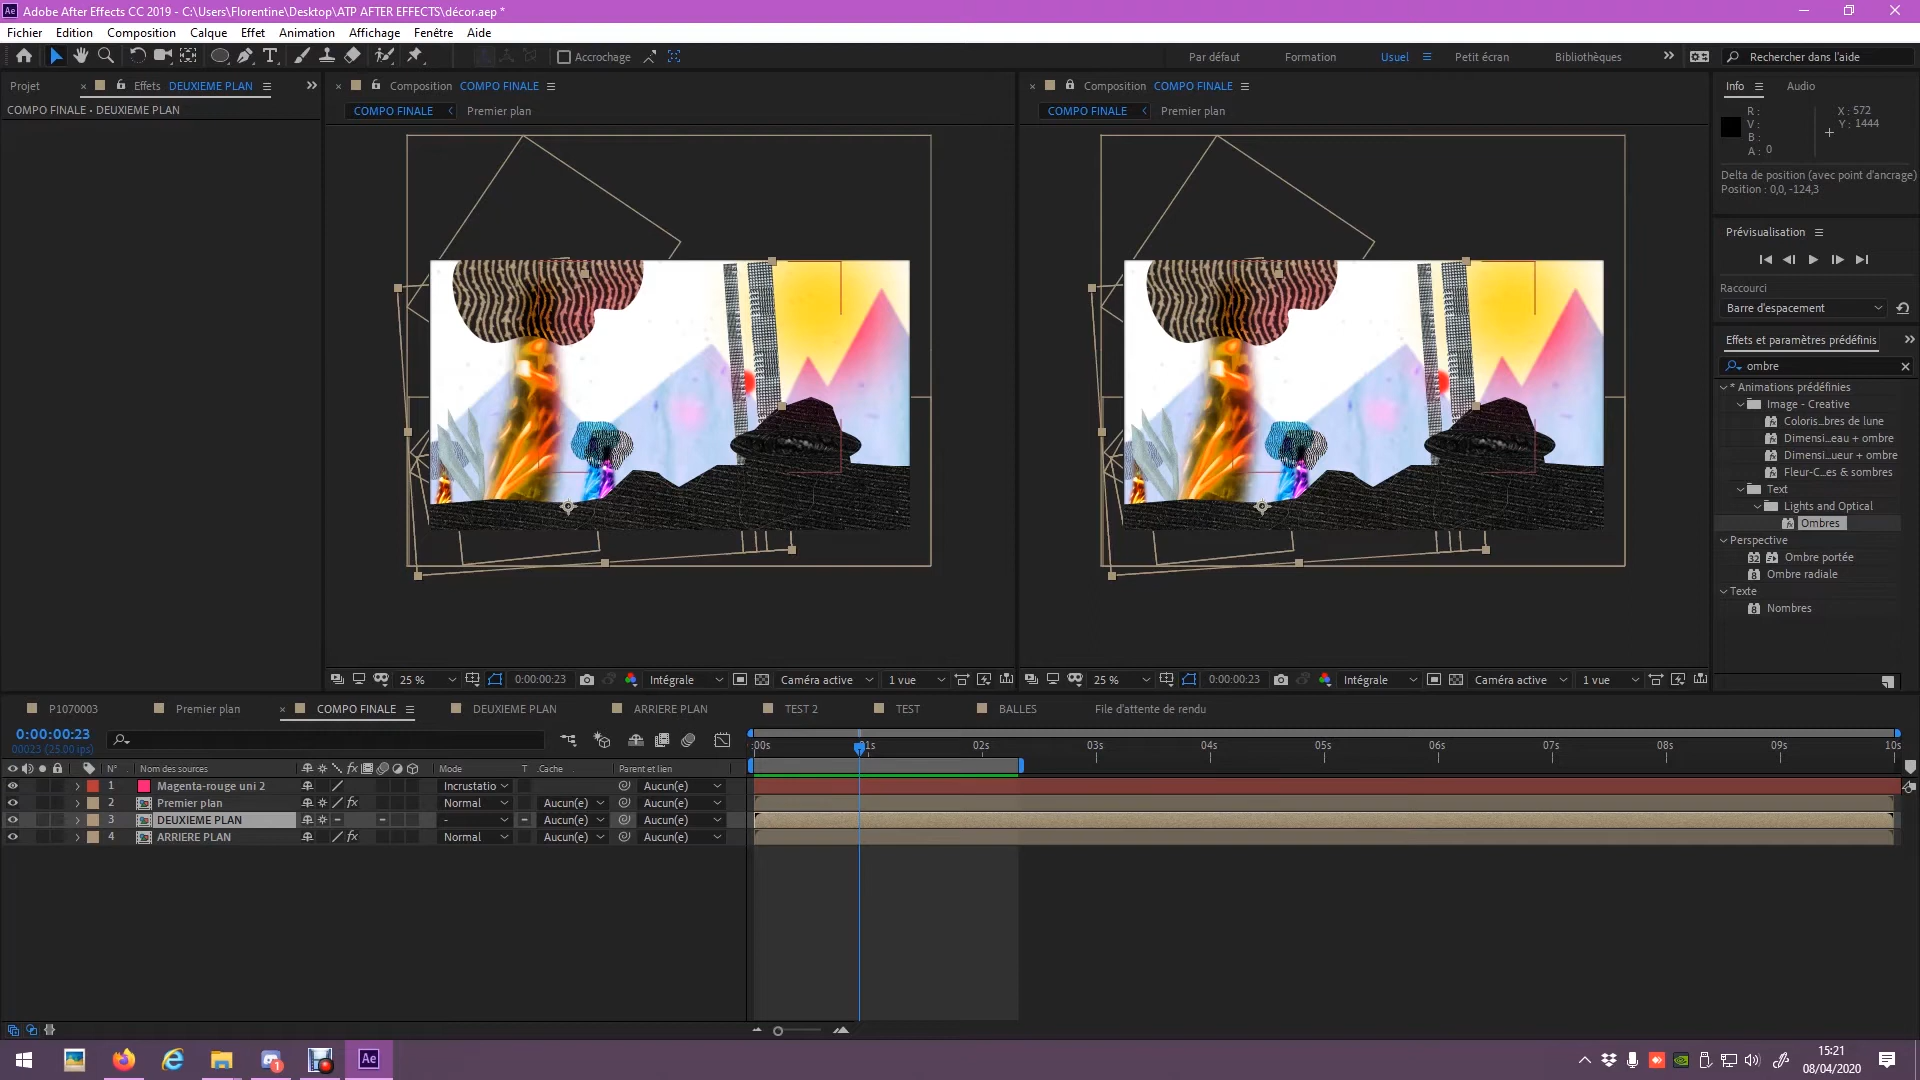 Ae Adobe After Effects CC 2019 - C:\Users\Florentine\Desktop\ATP AFTER EFFECTS\décor.aep *
Fichier Edition Composition Calque Effet Animation Affichage Fenêtre Aide
Accrochage Par défaut Formation Usuel Petit écran Bibliothèques Rechercher dans l'aide
Projet Effets DEUXIEME PLAN Composition COMPO FINALE Composition COMPO FINALE Info Audio
COMPO FINALE • DEUXIEME PLAN
COMPO FINALE Premier plan COMPO FINALE Premier plan
R : X : 572
V : Y : 1444
B :
A : 0
Delta de position (avec point d'ancrage)
Position : 0,0, -124,3
Prévisualisation
Raccourci
Barre d'espacement
Effets et paramètres prédéfinis
ombre
* Animations prédéfinies
Image - Creative
Coloris...bres de lune
Dimensi...eau + ombre
Dimensi...ueur + ombre
Fleur-C...es & sombres
Text
Lights and Optical
Ombres
Perspective
32 Ombre portée
8 Ombre radiale
Texte
8 Nombres
25 % 0:00:00:23 Intégrale Caméra active 1 vue 25 % 0:00:00:23 Intégrale Caméra active 1 vue
P1070003 Premier plan COMPO FINALE DEUXIEME PLAN ARRIERE PLAN TEST 2 TEST BALLES File d'attente de rendu
0:00:00:23
00023 (25.00 ips)
:00s 01s 02s 03s 04s 05s 06s 07s 08s 09s 10s
N° Nom des sources fx Mode T .Cache Parent et lien
1 Magenta-rouge uni 2 Incrustatio Aucun(e)
2 Premier plan fx Normal Aucun(e) Aucun(e)
3 DEUXIEME PLAN - Aucun(e) Aucun(e)
4 ARRIERE PLAN fx Normal Aucun(e) Aucun(e)
1 Ae
15:21
08/04/2020